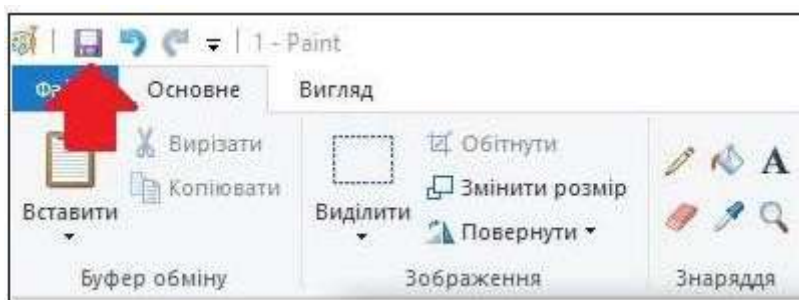 1 - Paint
Основне Вигляд
Вирізати
Копіювати
Вставити
Буфер обміну
Обітнути
Змінити розмір
Повернути
Виділити
Зображення
A
Знаряддя